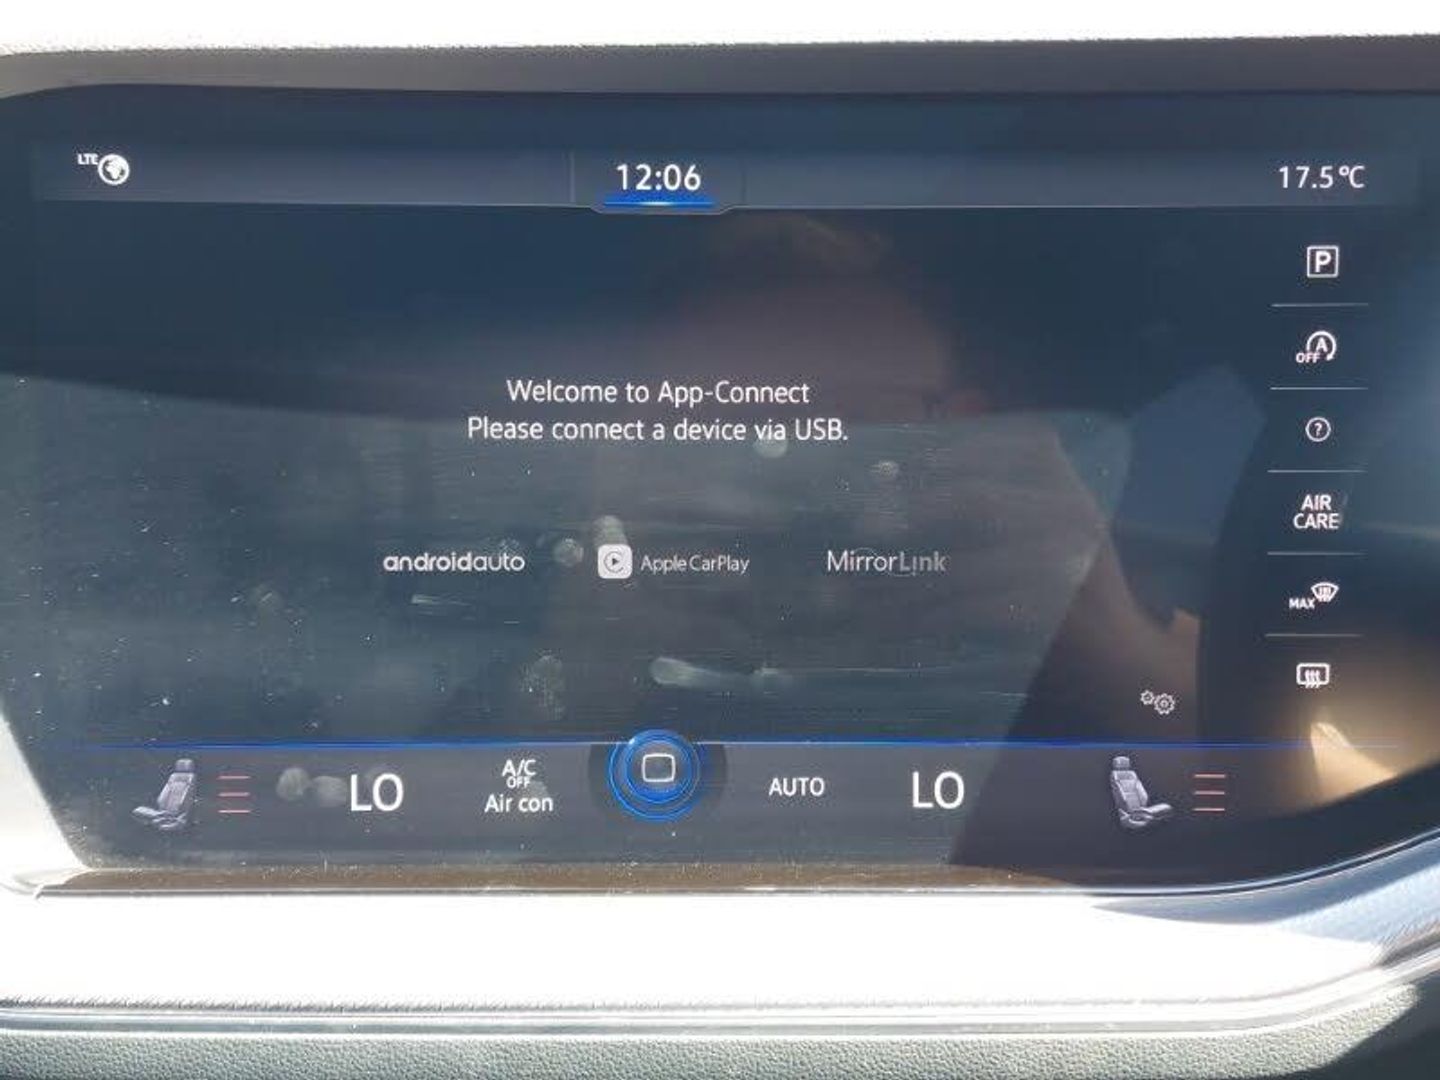 LTE
12:06
17.5°C
P
A
OFF
?
Welcome to App-Connect
Please connect a device via USB.
AIR
CARE
androidauto
Apple CarPlay
MirrorLink
MAX
LO
A/C
OFF
Air con
AUTO
LO